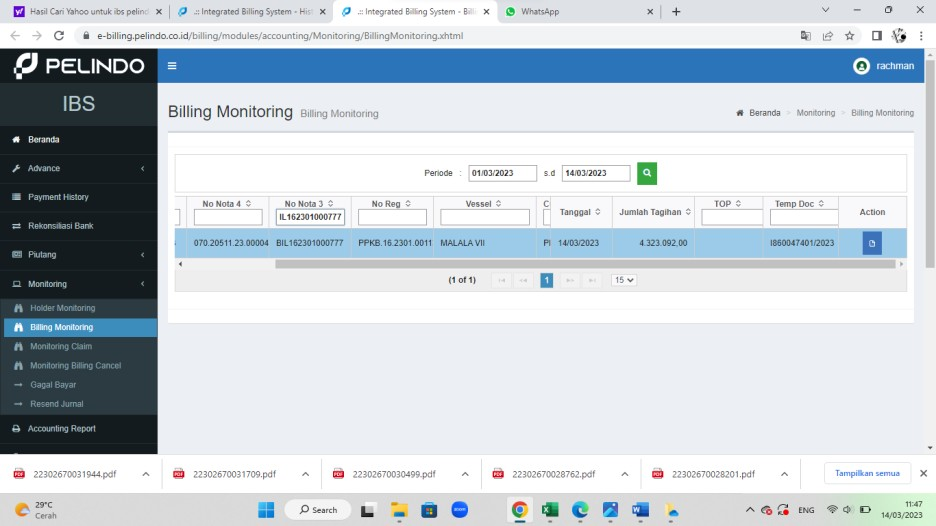 Hasil Cari Yahoo untuk ibs pelind
.:: Integrated Billing System - Hist
.:: Integrated Billing System - Billi
WhatsApp
e-billing.pelindo.co.id/billing/modules/accounting/Monitoring/BillingMonitoring.xhtml
PELINDO
rachman
IBS
Billing Monitoring Billing Monitoring
Beranda > Monitoring > Billing Monitoring
Beranda
Advance
Payment History
Rekonsiliasi Bank
Piutang
Monitoring
Holder Monitoring
Billing Monitoring
Monitoring Claim
Monitoring Billing Cancel
Gagal Bayar
Resend Jurnal
Accounting Report
Periode : 01/03/2023 s.d 14/03/2023
No Nota 4 No Nota 3 No Reg Vessel C Tanggal Jumlah Tagihan TOP Temp Doc Action
IL162301000777
070.20511.23.00004 BIL162301000777 PPKB.16.2301.0011 MALALA VII PI 14/03/2023 4.323.092,00 I860047401/2023
(1 of 1) 1 15
22302670031944.pdf
22302670031709.pdf
22302670030499.pdf
22302670028762.pdf
22302670028201.pdf
Tampilkan semua
29°C
Cerah
Search
ENG
11:47
14/03/2023